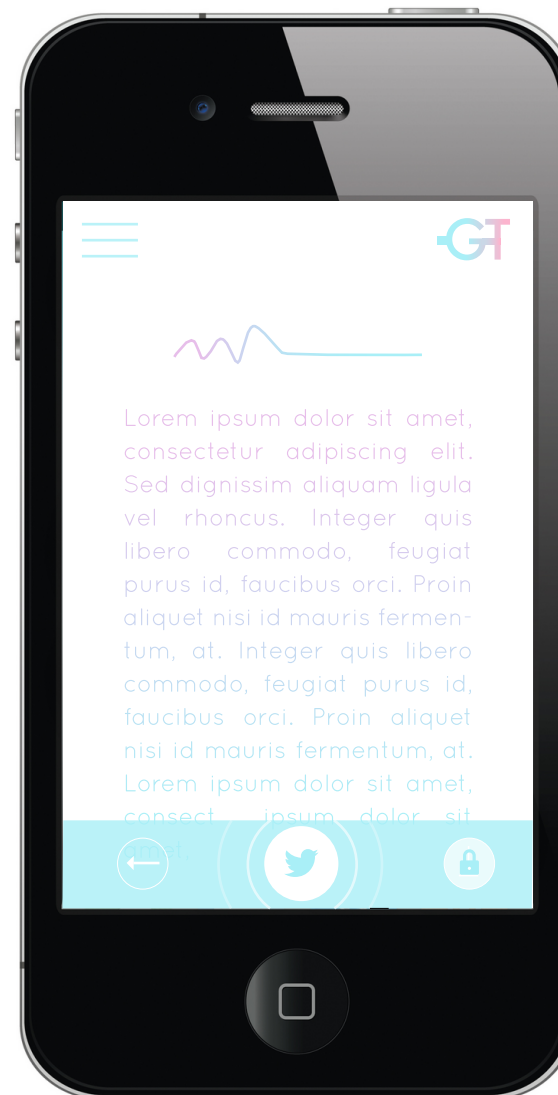 GT
Lorem ipsum dolor sit amet,
consectetur adipiscing elit.
Sed dignissim aliquam ligula
vel rhoncus. Integer quis
libero commodo, feugiat
purus id, faucibus orci. Proin
aliquet nisi id mauris fermen-
tum, at. Integer quis libero
commodo, feugiat purus id,
faucibus orci. Proin aliquet
nisi id mauris fermentum, at.
Lorem ipsum dolor sit amet,
consect ipsum dolor sit
amet,